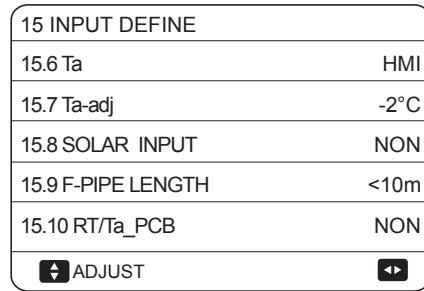 15 INPUT DEFINE
15.6 Ta HMI
15.7 Ta-adj -2°C
15.8 SOLAR INPUT NON
15.9 F-PIPE LENGTH <10m
15.10 RT/Ta_PCB NON
ADJUST